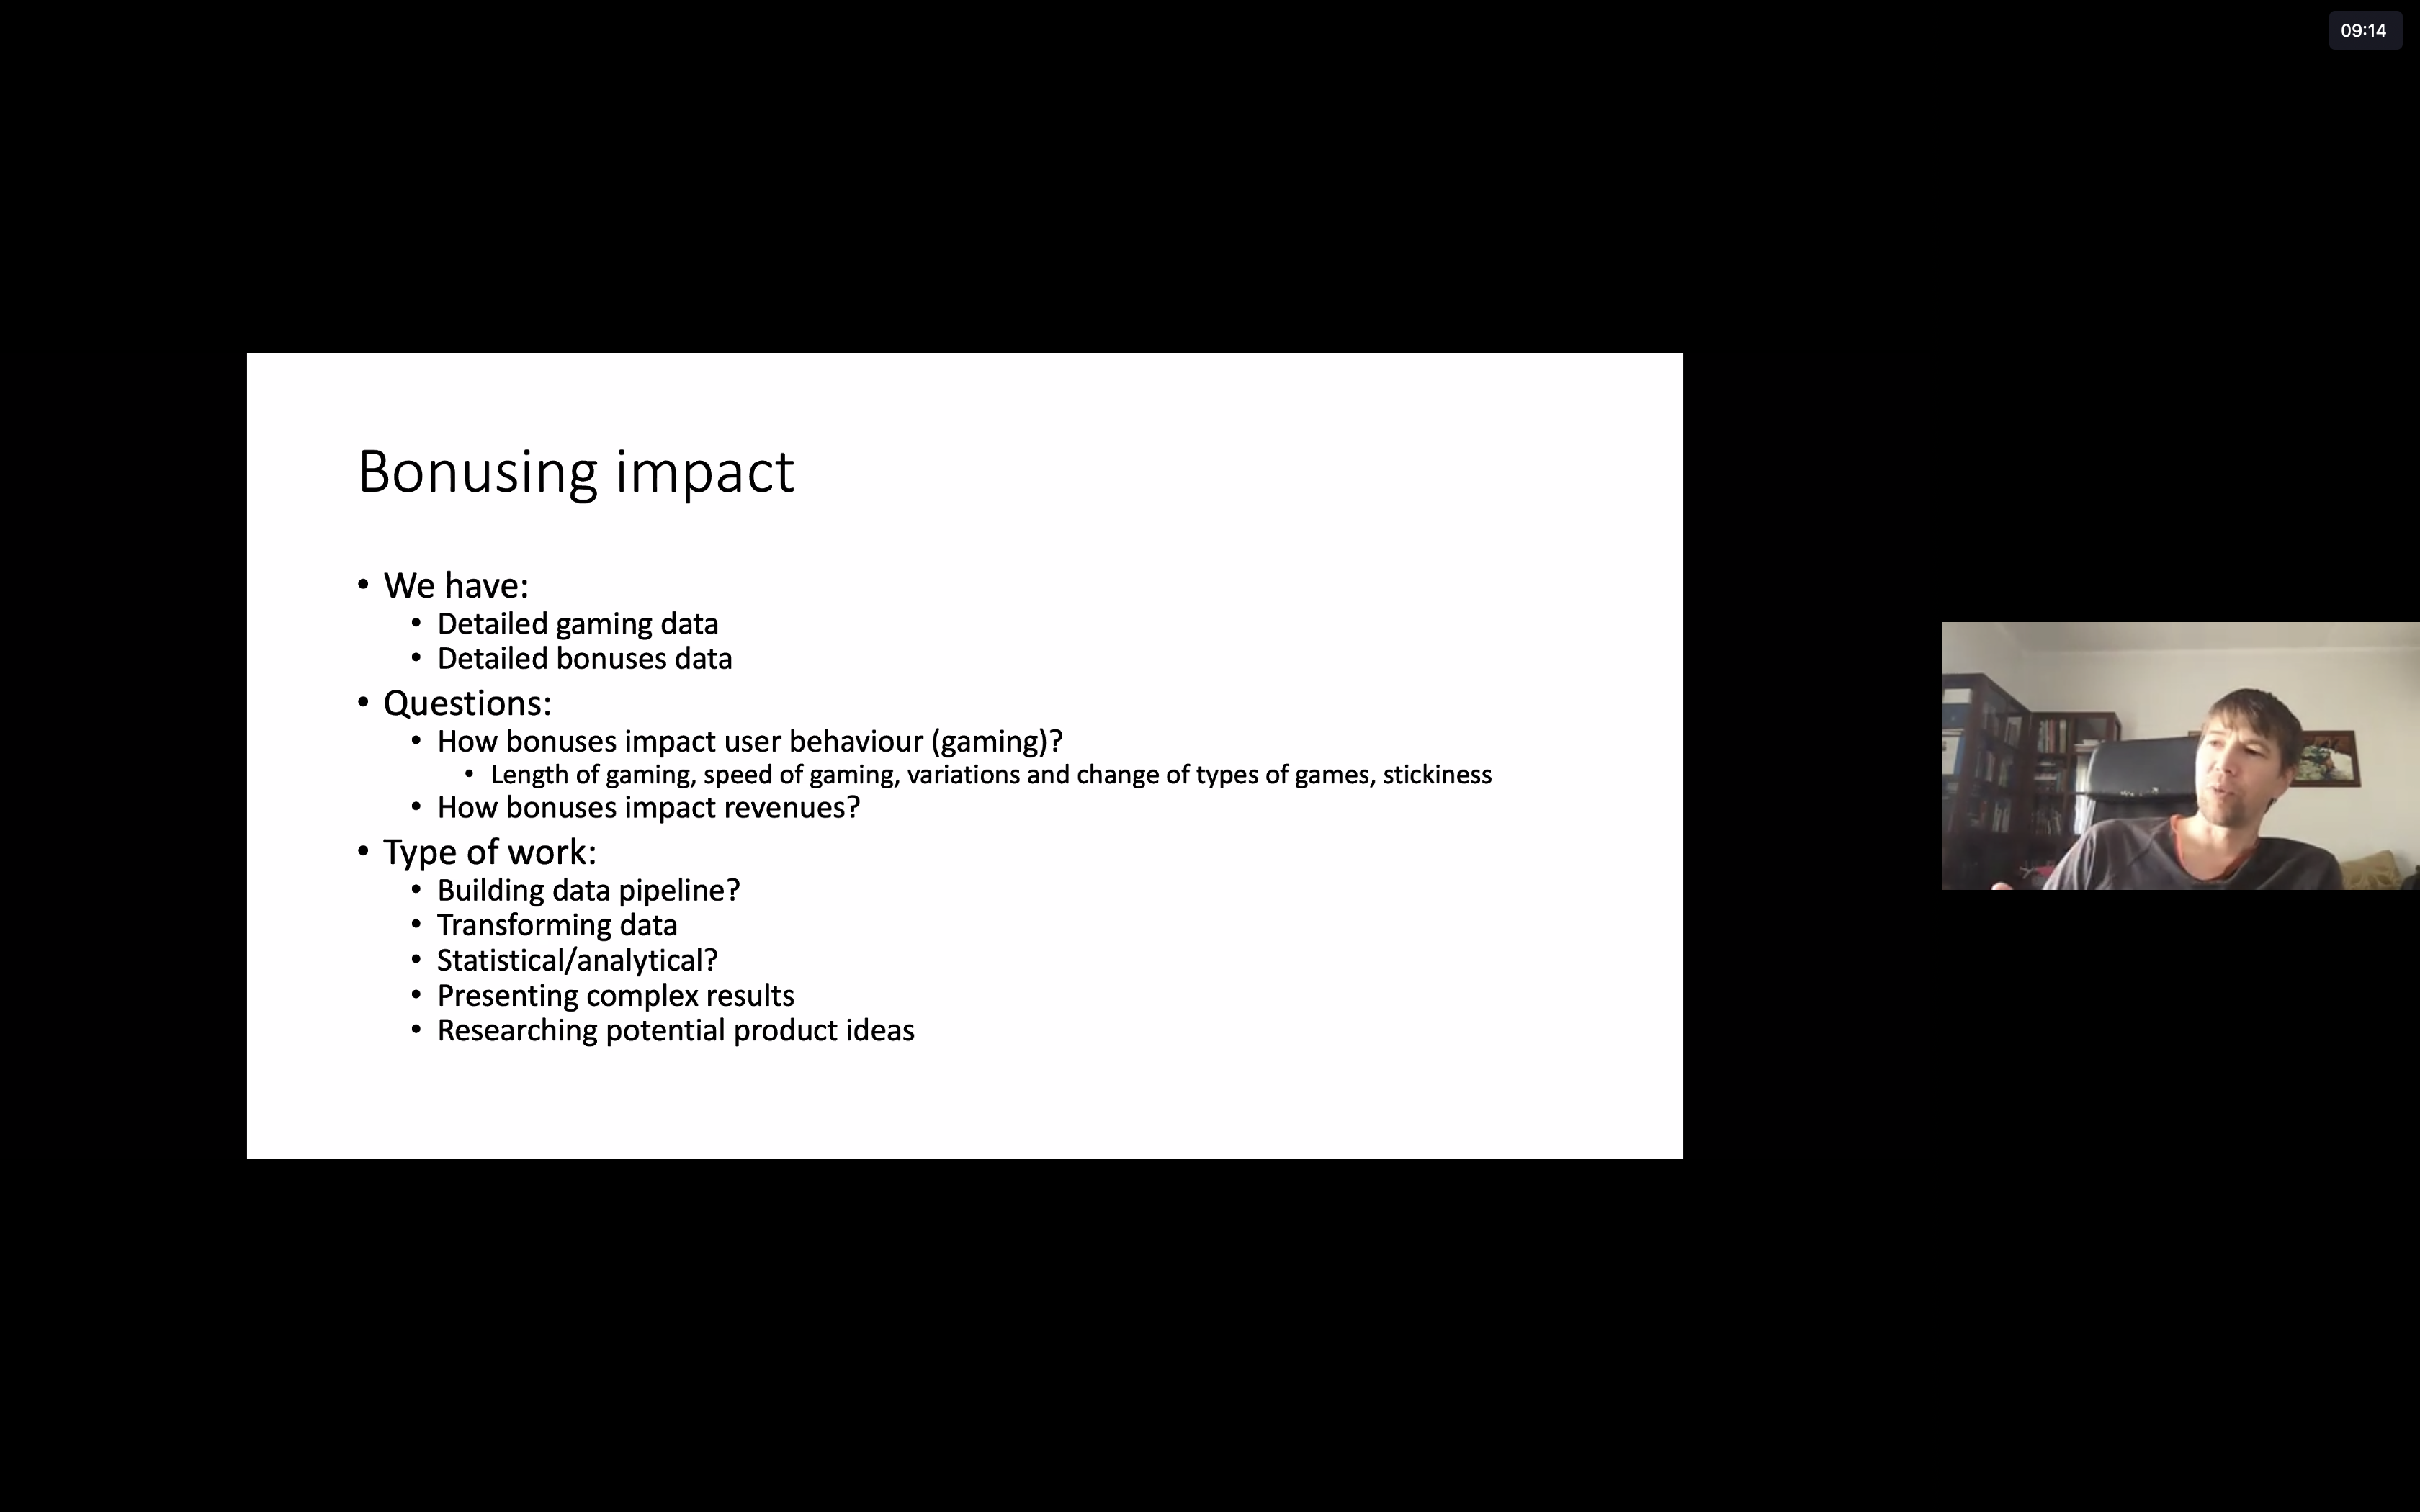 09:14
Bonusing impact
• We have:
• Detailed gaming data
• Detailed bonuses data
• Questions:
• How bonuses impact user behaviour (gaming)?
• Length of gaming, speed of gaming, variations and change of types of games, stickiness
• How bonuses impact revenues?
• Type of work:
• Building data pipeline?
• Transforming data
• Statistical/analytical?
• Presenting complex results
• Researching potential product ideas